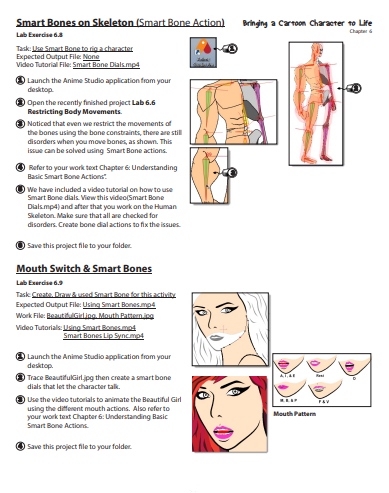 Smart Bones on Skeleton (Smart Bone Action)
Bringing a Cartoon Character to Life
Chapter 6
Lab Exercise 6.8
Task: Use Smart Bone to rig a character
Expected Output File: None
Video Tutorial File: Smart Bone Dials.mp4
1 Launch the Anime Studio application from your
desktop.
2 Open the recently finished project Lab 6.6
Restricting Body Movements.
3 Noticed that even we restrict the movements of
the bones using the bone constraints, there are still
disorders when you move bones, as shown. This
issue can be solved using Smart Bone actions.
4 Refer to your work text Chapter 6: Understanding
Basic Smart Bone Actions".
5 We have included a video tutorial on how to use
Smart Bone dials. View this video(Smart Bone
Dials.mp4) and after that you work on the Human
Skeleton. Make sure that all are checked for
disorders. Create bone dial actions to fix the issues.
6 Save this project file to your folder.
1
3
3
Mouth Switch & Smart Bones
Lab Exercise 6.9
Task: Create, Draw & used Smart Bone for this activity
Expected Output File: Using Smart Bones.mp4
Work File: BeautifulGirl.jpg, Mouth Pattern.jpg
Video Tutorials: Using Smart Bones.mp4
Smart Bones Lip Sync.mp4
1 Launch the Anime Studio application from your
desktop.
2 Trace BeautifulGirl.jpg then create a smart bone
dials that let the character talk.
3 Use the video tutorials to animate the Beautiful Girl
using the different mouth actions. Also refer to
your work text Chapter 6: Understanding Basic
Smart Bone Actions.
4 Save this project file to your folder.
A, I, & E
Rest
O
M, B, & P
F & V
Mouth Pattern